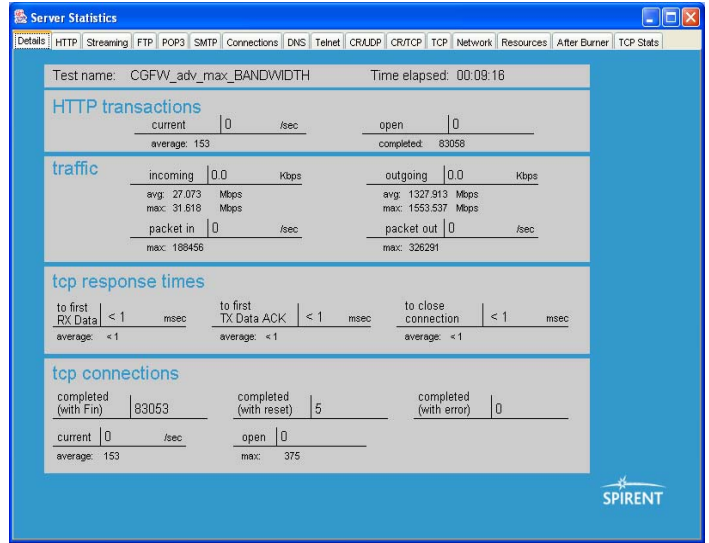 Server Statistics
Details HTTP Streaming FTP POP3 SMTP Connections DNS Telnet CR/UDP CR/TCP TCP Network Resources After Burner TCP Stats
Test name: CGFW_adv_max_BANDWIDTH Time elapsed: 00:09:16
HTTP transactions
current 0 /sec open 0
average: 153 completed: 83058
traffic
incoming 0.0 Kbps outgoing 0.0 Kbps
avg: 27.073 Mbps avg: 1327.913 Mbps
max: 31.618 Mbps max: 1553.537 Mbps
packet in 0 /sec packet out 0 /sec
max: 188456 max: 326291
tcp response times
to first RX Data < 1 msec to first TX Data ACK < 1 msec to close connection < 1 msec
average: < 1 average: < 1 average: < 1
tcp connections
completed (with Fin) 83053 completed (with reset) 5 completed (with error) 0
current 0 /sec open 0
average: 153 max: 375
SPIRENT